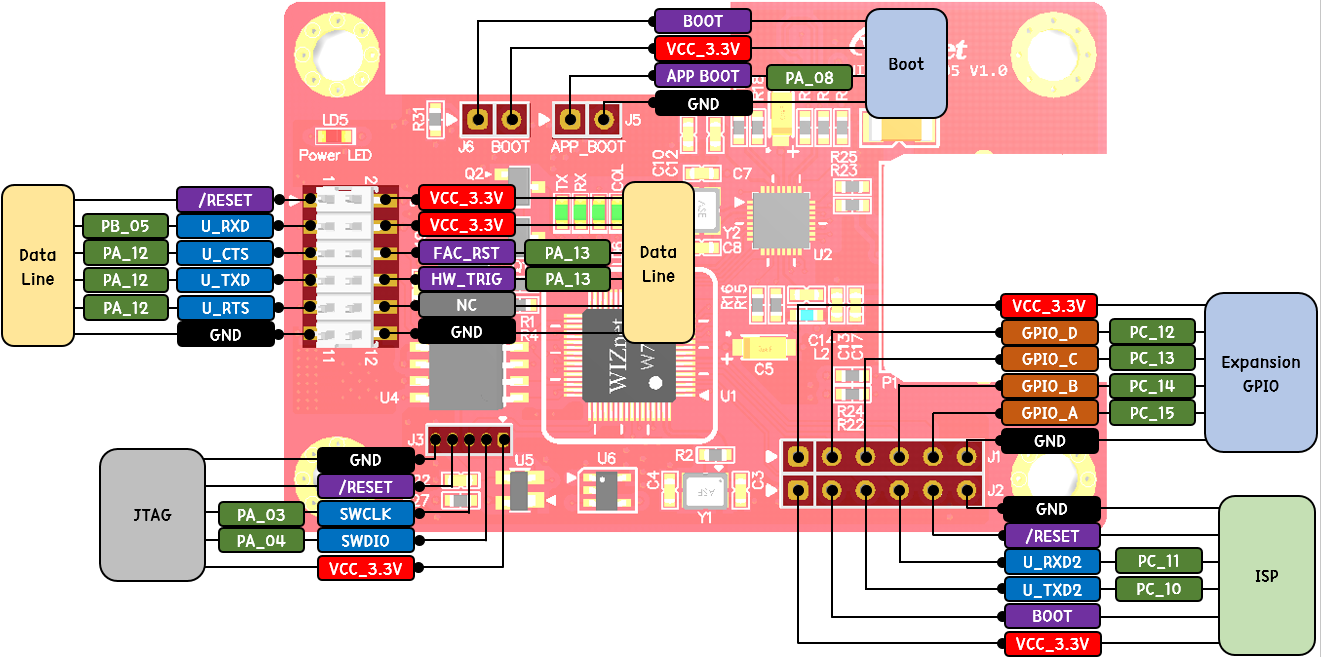 BOOT
VCC_3.3V
APP BOOT PA_08
GND
Boot
05 V1.0
R31
J6 BOOT
APP_BOOT
J5
LD5
Power LED
C10
C12
R25
R23
Q2
TX
RX
COL
C7
Y2
C8
U2
1
2
11
12
Data
Line
/RESET
PB_05 U_RXD
PA_12 U_CTS
PA_12 U_TXD
PA_12 U_RTS
GND
VCC_3.3V
VCC_3.3V
FAC_RST PA_13
HW_TRIG PA_13
NC
GND
Data
Line
R1
R4
WIZnet
W7
U1
U4
R16
R15
C5
C14
L2
C13
C17
R24
R22
P1
VCC_3.3V
GPIO_D PC_12
GPIO_C PC_13
GPIO_B PC_14
GPIO_A PC_15
GND
Expansion
GPIO
J3
U5
U6
R2
C4
C3
Y1
J1
J2
JTAG
GND
/RESET
PA_03 SWCLK
PA_04 SWDIO
VCC_3.3V
GND
/RESET
U_RXD2 PC_11
U_TXD2 PC_10
BOOT
VCC_3.3V
ISP